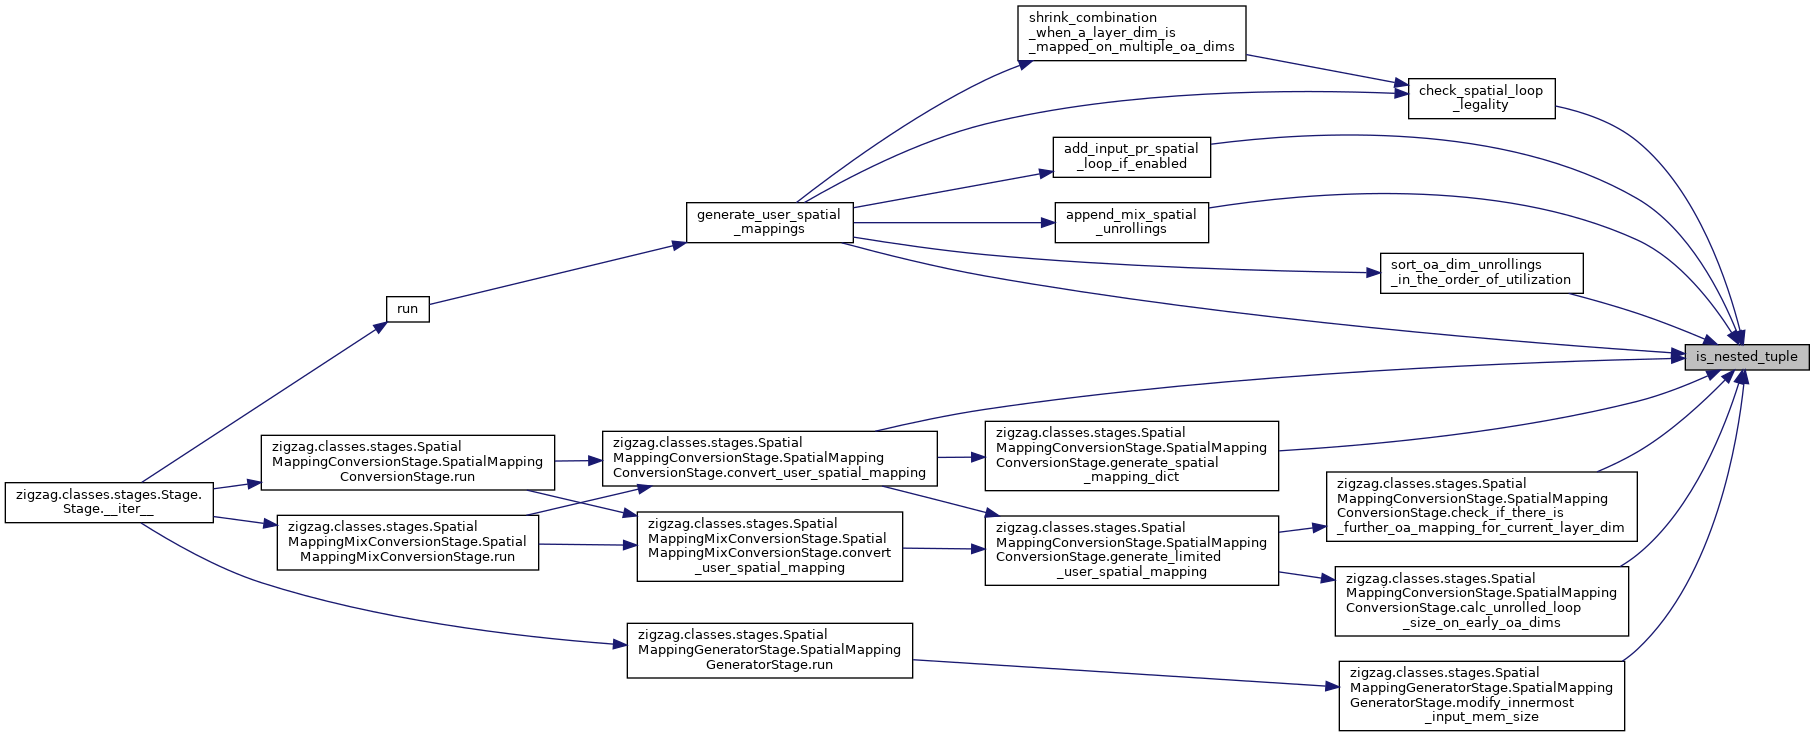 shrink_combination
_when_a_layer_dim_is
_mapped_on_multiple_oa_dims
check_spatial_loop
_legality
add_input_pr_spatial
_loop_if_enabled
generate_user_spatial
_mappings
append_mix_spatial
_unrollings
sort_oa_dim_unrollings
_in_the_order_of_utilization
run
is_nested_tuple
zigzag.classes.stages.Stage.
Stage.__iter__
zigzag.classes.stages.Spatial
MappingConversionStage.SpatialMapping
ConversionStage.run
zigzag.classes.stages.Spatial
MappingConversionStage.SpatialMapping
ConversionStage.convert_user_spatial_mapping
zigzag.classes.stages.Spatial
MappingConversionStage.SpatialMapping
ConversionStage.generate_spatial
_mapping_dict
zigzag.classes.stages.Spatial
MappingConversionStage.SpatialMapping
ConversionStage.check_if_there_is
_further_oa_mapping_for_current_layer_dim
zigzag.classes.stages.Spatial
MappingMixConversionStage.Spatial
MappingMixConversionStage.run
zigzag.classes.stages.Spatial
MappingMixConversionStage.Spatial
MappingMixConversionStage.convert
_user_spatial_mapping
zigzag.classes.stages.Spatial
MappingConversionStage.SpatialMapping
ConversionStage.generate_limited
_user_spatial_mapping
zigzag.classes.stages.Spatial
MappingConversionStage.SpatialMapping
ConversionStage.calc_unrolled_loop
_size_on_early_oa_dims
zigzag.classes.stages.Spatial
MappingGeneratorStage.SpatialMapping
GeneratorStage.run
zigzag.classes.stages.Spatial
MappingGeneratorStage.SpatialMapping
GeneratorStage.modify_innermost
_input_mem_size